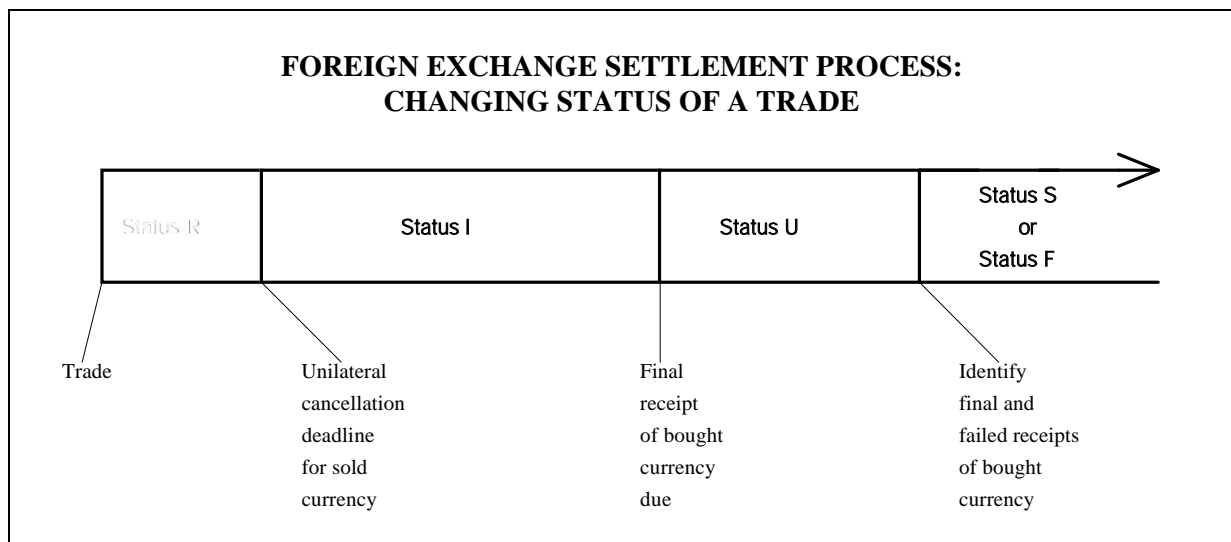 FOREIGN EXCHANGE SETTLEMENT PROCESS:
CHANGING STATUS OF A TRADE
Status R
Status I
Status U
Status S
or
Status F
Trade
Unilateral
cancellation
deadline
for sold
currency
Final
receipt
of bought
currency
due
Identify
final and
failed receipts
of bought
currency